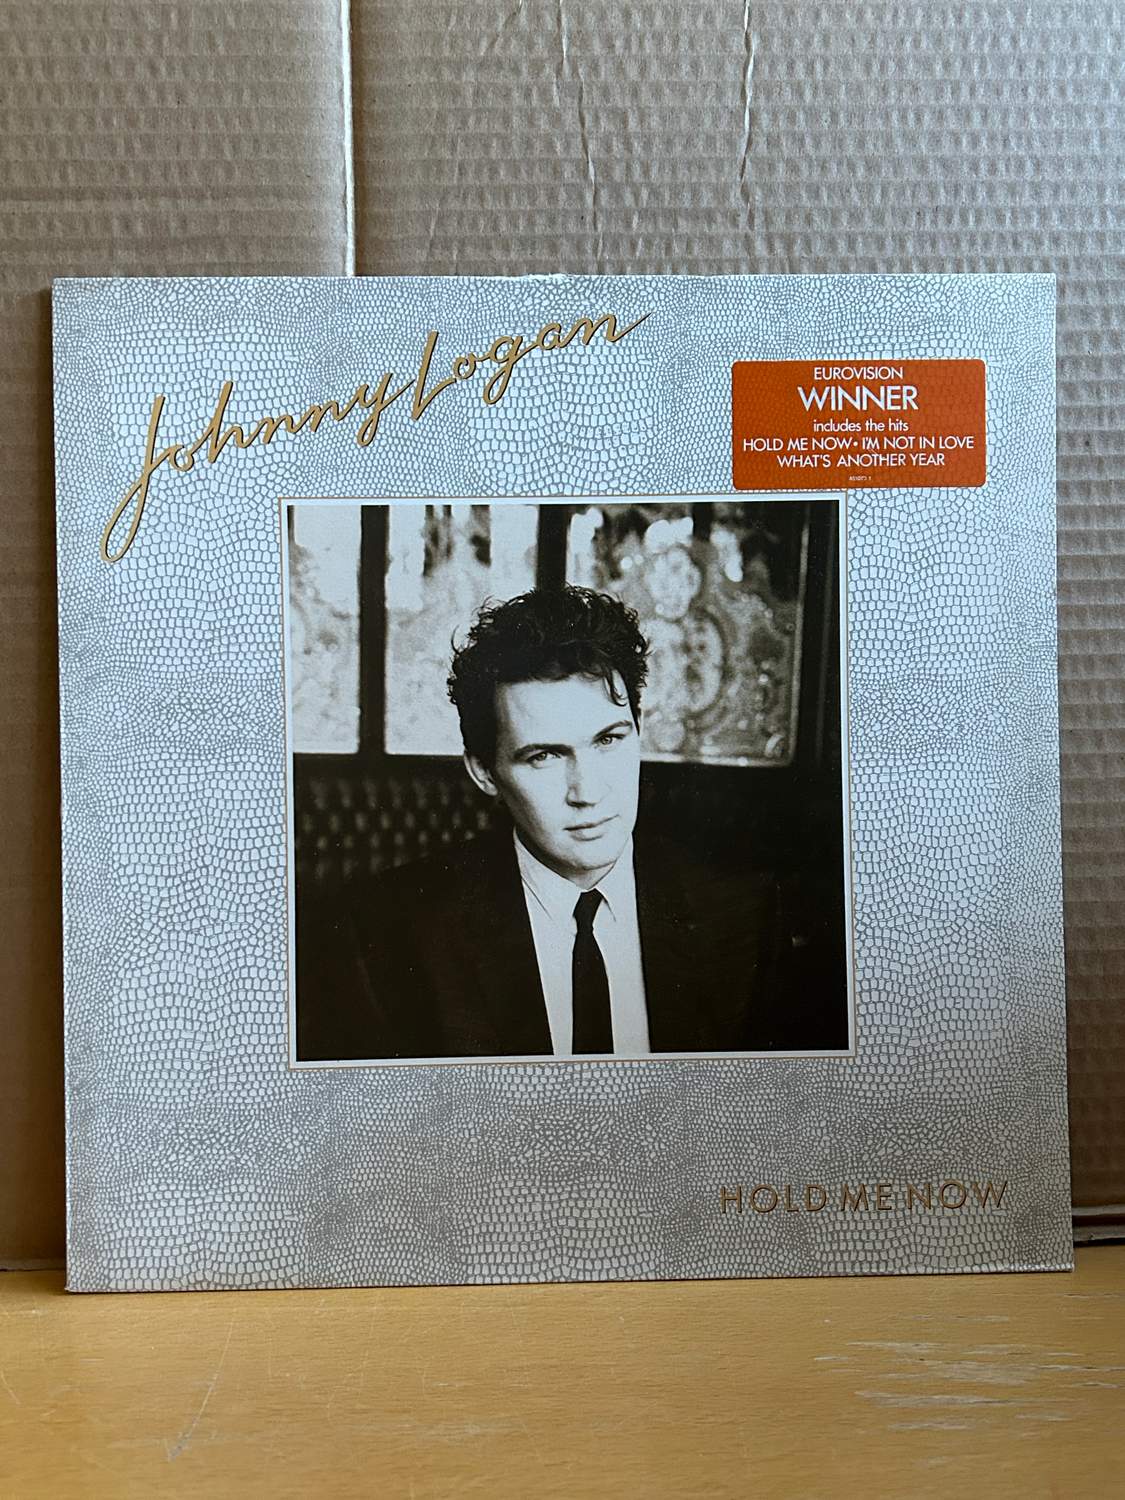 Johnny Logan
EUROVISION
WINNER
includes the hits
HOLD ME NOW • I'M NOT IN LOVE
WHAT'S ANOTHER YEAR
HOLD ME NOW